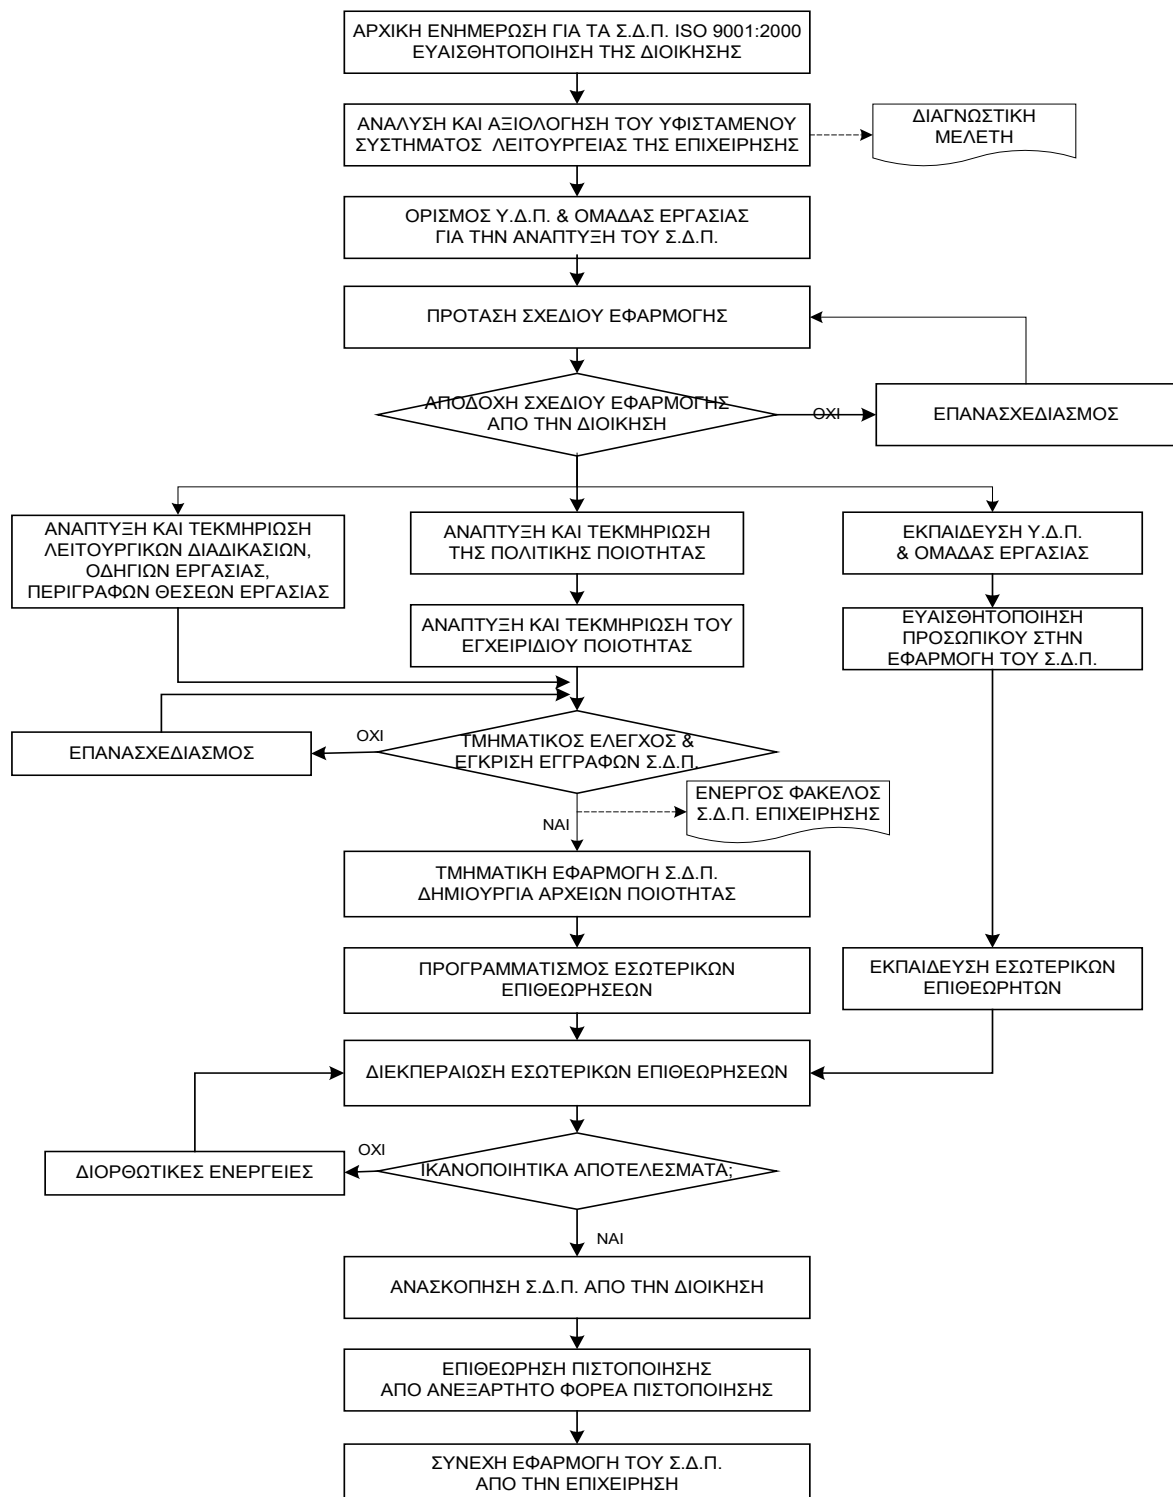 ΑΡΧΙΚΗ ΕΝΗΜΕΡΩΣΗ ΓΙΑ ΤΑ Σ.Δ.Π. ISO 9001:2000
ΕΥΑΙΣΘΗΤΟΠΟΙΗΣΗ ΤΗΣ ΔΙΟΙΚΗΣΗΣ
ΑΝΑΛΥΣΗ ΚΑΙ ΑΞΙΟΛΟΓΗΣΗ ΤΟΥ ΥΦΙΣΤΑΜΕΝΟΥ
ΣΥΣΤΗΜΑΤΟΣ ΛΕΙΤΟΥΡΓΕΙΑΣ ΤΗΣ ΕΠΙΧΕΙΡΗΣΗΣ
ΔΙΑΓΝΩΣΤΙΚΗ
ΜΕΛΕΤΗ
ΟΡΙΣΜΟΣ Υ.Δ.Π. & ΟΜΑΔΑΣ ΕΡΓΑΣΙΑΣ
ΓΙΑ ΤΗΝ ΑΝΑΠΤΥΞΗ ΤΟΥ Σ.Δ.Π.
ΠΡΟΤΑΣΗ ΣΧΕΔΙΟΥ ΕΦΑΡΜΟΓΗΣ
ΑΠΟΔΟΧΗ ΣΧΕΔΙΟΥ ΕΦΑΡΜΟΓΗΣ
ΑΠΟ ΤΗΝ ΔΙΟΙΚΗΣΗ
ΟΧΙ
ΕΠΑΝΑΣΧΕΔΙΑΣΜΟΣ
ΑΝΑΠΤΥΞΗ ΚΑΙ ΤΕΚΜΗΡΙΩΣΗ
ΛΕΙΤΟΥΡΓΙΚΩΝ ΔΙΑΔΙΚΑΣΙΩΝ,
ΟΔΗΓΙΩΝ ΕΡΓΑΣΙΑΣ,
ΠΕΡΙΓΡΑΦΩΝ ΘΕΣΕΩΝ ΕΡΓΑΣΙΑΣ
ΑΝΑΠΤΥΞΗ ΚΑΙ ΤΕΚΜΗΡΙΩΣΗ
ΤΗΣ ΠΟΛΙΤΙΚΗΣ ΠΟΙΟΤΗΤΑΣ
ΕΚΠΑΙΔΕΥΣΗ Υ.Δ.Π.
& ΟΜΑΔΑΣ ΕΡΓΑΣΙΑΣ
ΑΝΑΠΤΥΞΗ ΚΑΙ ΤΕΚΜΗΡΙΩΣΗ ΤΟΥ
ΕΓΧΕΙΡΙΔΙΟΥ ΠΟΙΟΤΗΤΑΣ
ΕΥΑΙΣΘΗΤΟΠΟΙΗΣΗ
ΠΡΟΣΩΠΙΚΟΥ ΣΤΗΝ
ΕΦΑΡΜΟΓΗ ΤΟΥ Σ.Δ.Π.
ΕΠΑΝΑΣΧΕΔΙΑΣΜΟΣ
ΟΧΙ
ΤΜΗΜΑΤΙΚΟΣ ΕΛΕΓΧΟΣ &
ΕΓΚΡΙΣΗ ΕΓΓΡΑΦΩΝ Σ.Δ.Π.
ΕΝΕΡΓΟΣ ΦΑΚΕΛΟΣ
Σ.Δ.Π. ΕΠΙΧΕΙΡΗΣΗΣ
ΝΑΙ
ΤΜΗΜΑΤΙΚΗ ΕΦΑΡΜΟΓΗ Σ.Δ.Π.
ΔΗΜΙΟΥΡΓΙΑ ΑΡΧΕΙΩΝ ΠΟΙΟΤΗΤΑΣ
ΠΡΟΓΡΑΜΜΑΤΙΣΜΟΣ ΕΣΩΤΕΡΙΚΩΝ
ΕΠΙΘΕΩΡΗΣΕΩΝ
ΕΚΠΑΙΔΕΥΣΗ ΕΣΩΤΕΡΙΚΩΝ
ΕΠΙΘΕΩΡΗΤΩΝ
ΔΙΕΚΠΕΡΑΙΩΣΗ ΕΣΩΤΕΡΙΚΩΝ ΕΠΙΘΕΩΡΗΣΕΩΝ
ΔΙΟΡΘΩΤΙΚΕΣ ΕΝΕΡΓΕΙΕΣ
ΟΧΙ
ΙΚΑΝΟΠΟΙΗΤΙΚΑ ΑΠΟΤΕΛΕΣΜΑΤΑ;
ΝΑΙ
ΑΝΑΣΚΟΠΗΣΗ Σ.Δ.Π. ΑΠΟ ΤΗΝ ΔΙΟΙΚΗΣΗ
ΕΠΙΘΕΩΡΗΣΗ ΠΙΣΤΟΠΟΙΗΣΗΣ
ΑΠΟ ΑΝΕΞΑΡΤΗΤΟ ΦΟΡΕΑ ΠΙΣΤΟΠΟΙΗΣΗΣ
ΣΥΝΕΧΗ ΕΦΑΡΜΟΓΗ ΤΟΥ Σ.Δ.Π.
ΑΠΟ ΤΗΝ ΕΠΙΧΕΙΡΗΣΗ